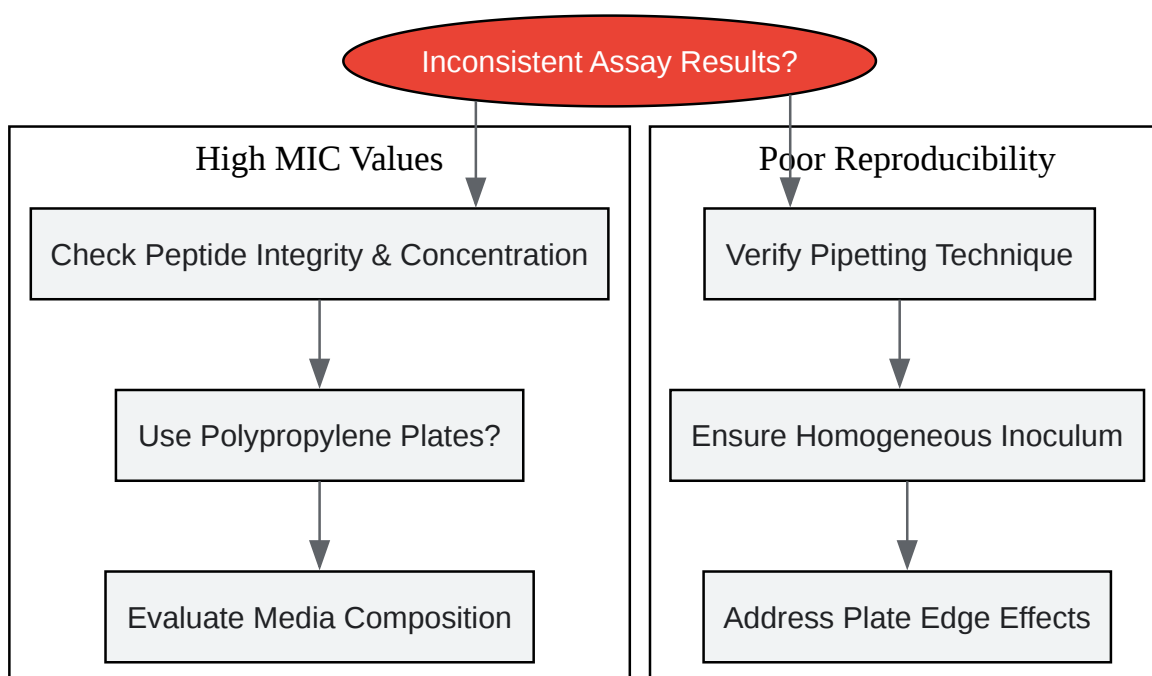 Inconsistent Assay Results?
High MIC Values
Check Peptide Integrity & Concentration
Use Polypropylene Plates?
Evaluate Media Composition
Poor Reproducibility
Verify Pipetting Technique
Ensure Homogeneous Inoculum
Address Plate Edge Effects